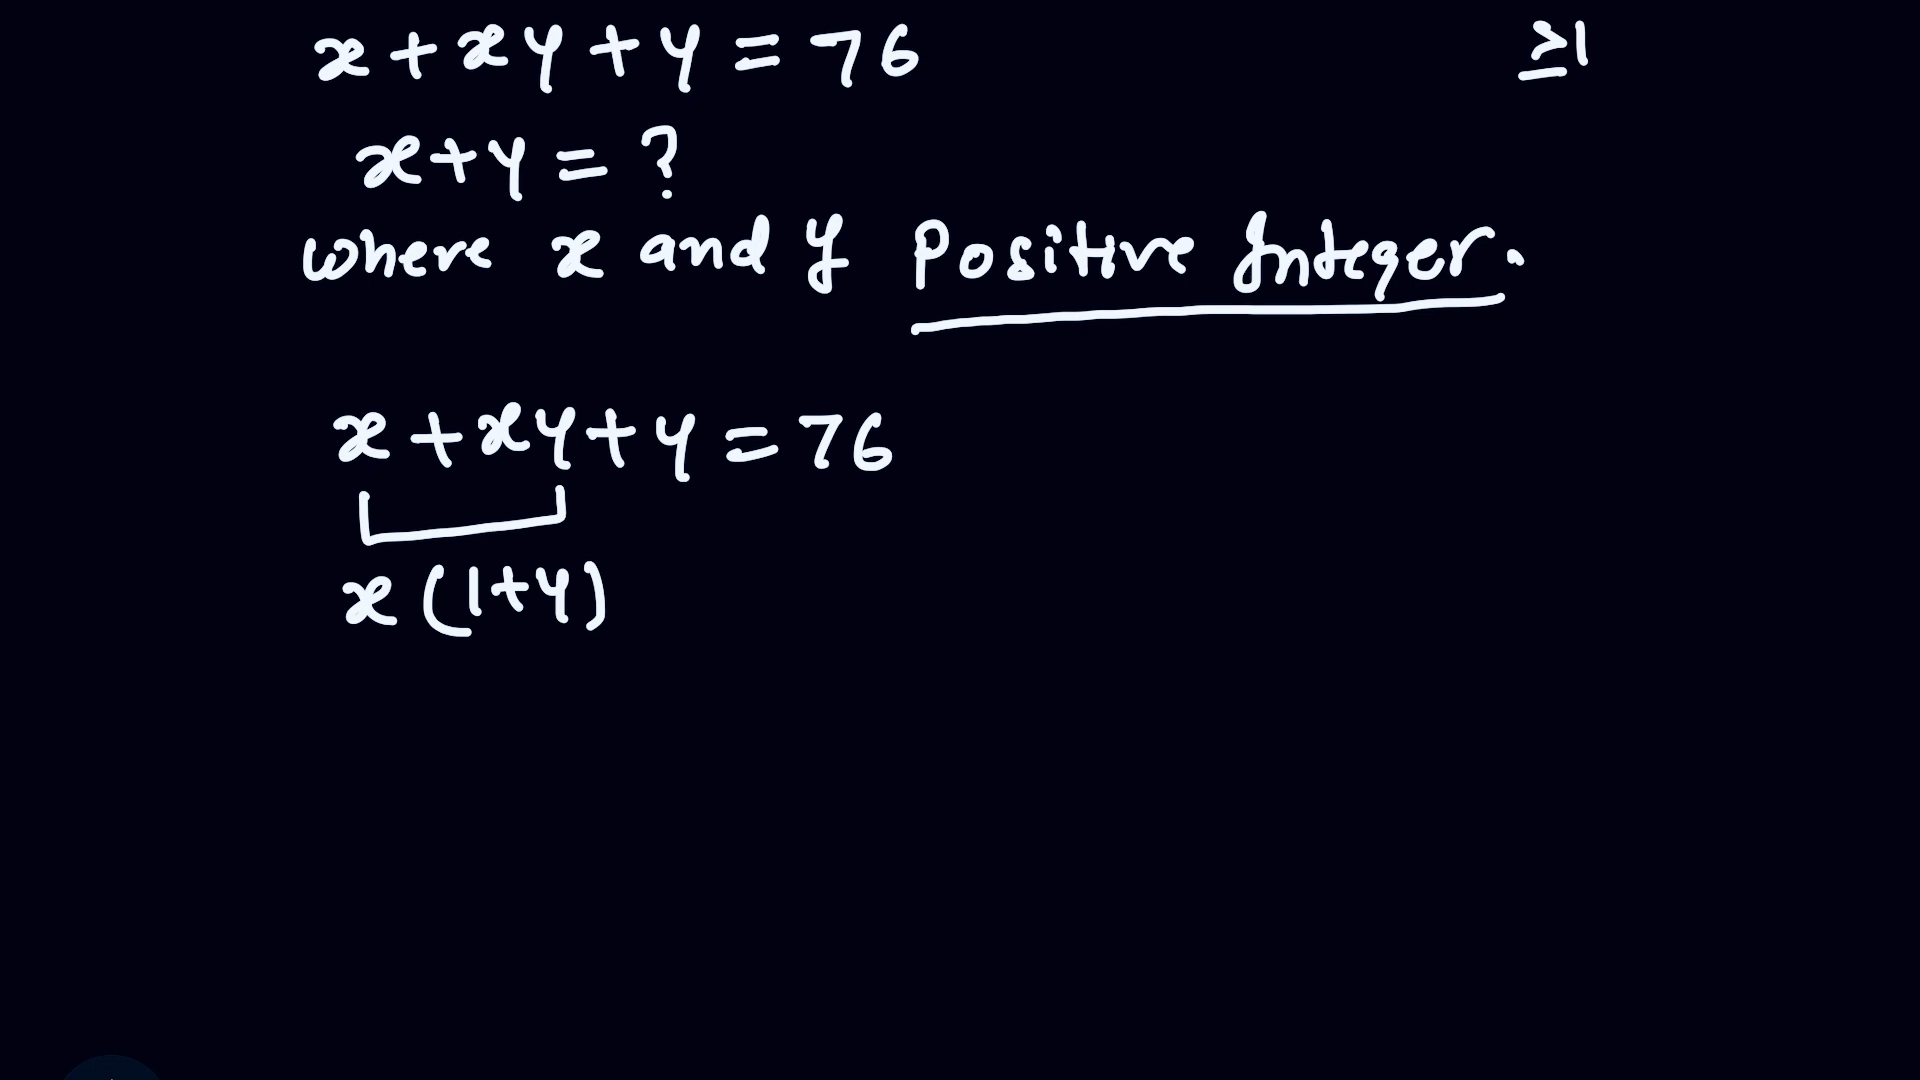 x + xy + y = 76 ≥1
x + y = ?
where x and y Positive Integer.
x + xy + y = 76
x (1+y)